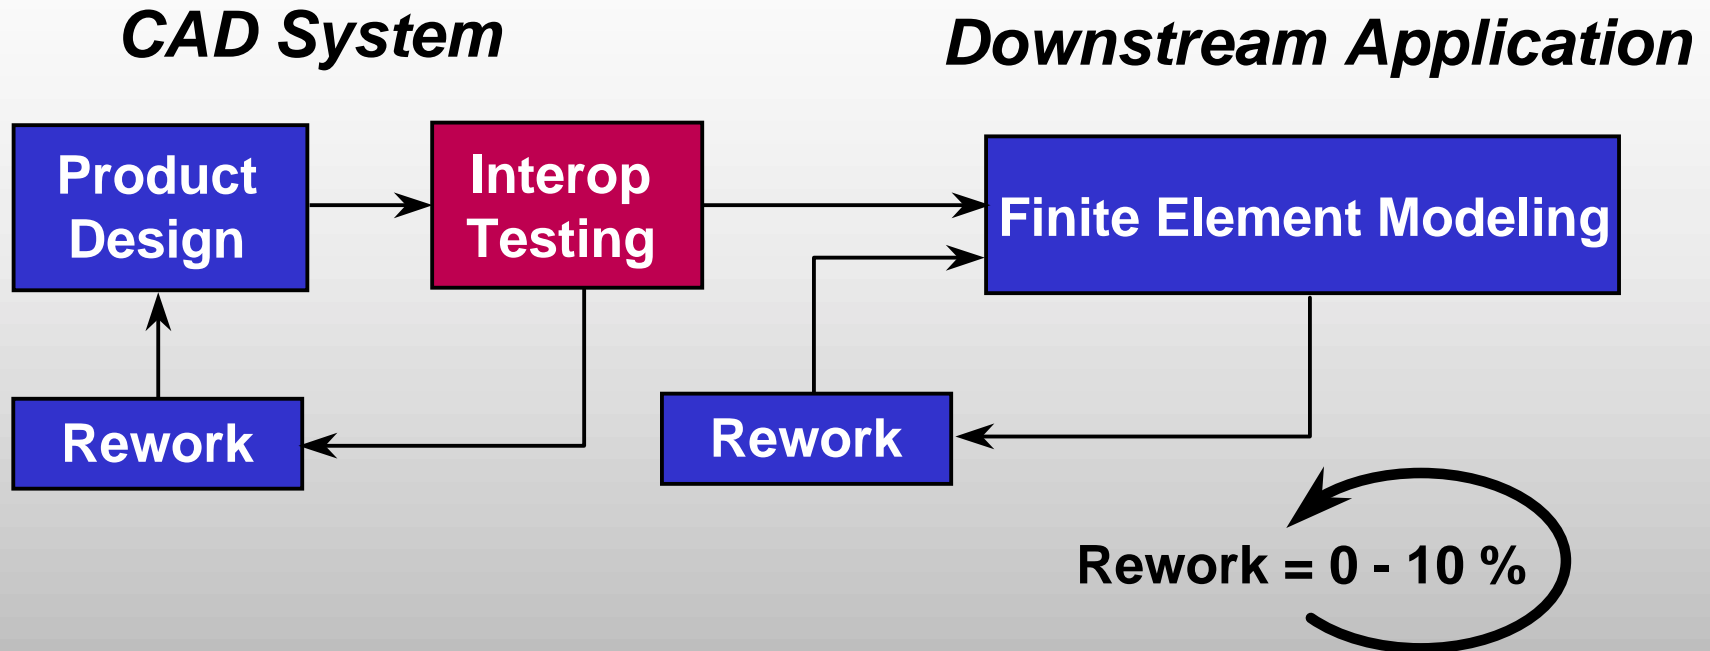 CAD System
Downstream Application
Product
Design
Interop
Testing
Finite Element Modeling
Rework
Rework
Rework = 0 - 10 %